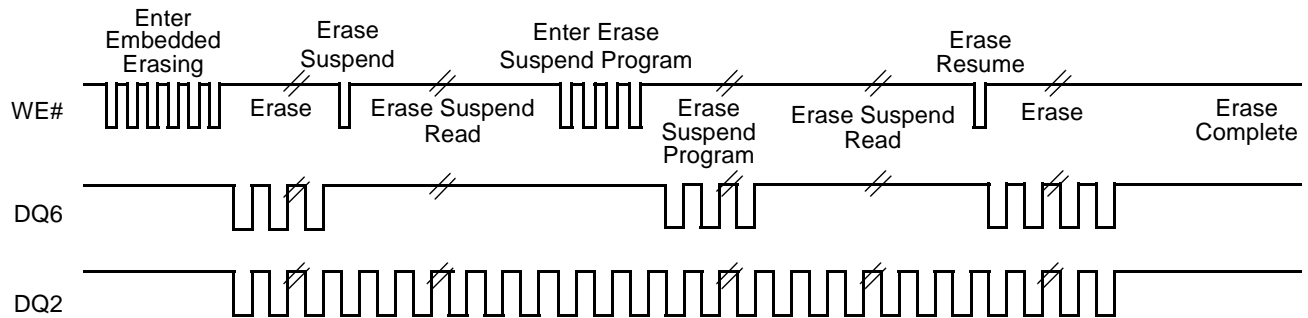 Enter
Embedded
Erasing
Erase
Suspend
Enter Erase
Suspend Program
Erase
Resume
WE#
Erase
Erase Suspend
Read
Erase
Suspend
Program
Erase Suspend
Read
Erase
Erase
Complete
DQ6
DQ2